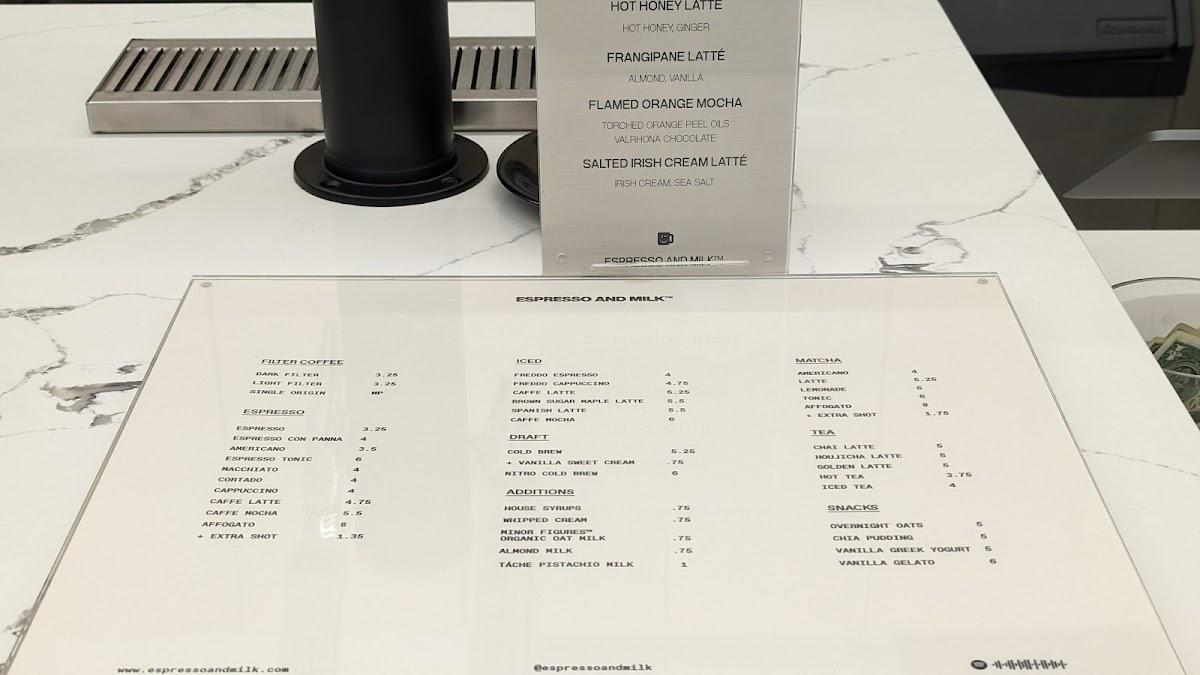 HOT HONEY LATTE
HOT HONEY, GINGER
FRANGIPANE LATTÉ
ALMOND, VANILLA
FLAMED ORANGE MOCHA
TORCHED ORANGE PEEL OILS
VALRHONA CHOCOLATE
SALTED IRISH CREAM LATTÉ
IRISH CREAM, SEA SALT
ESPRESSO AND MILK™
ESPRESSO AND MILK™
FILTER COFFEE
DARK FILTER 3.25
LIGHT FILTER 3.25
SINGLE ORIGIN MP
ESPRESSO
ESPRESSO 3.25
ESPRESSO CON PANNA 4
AMERICANO 3.5
ESPRESSO TONIC 6
MACCHIATO 4
CORTADO 4
CAPPUCCINO 4
CAFFE LATTE 4.75
CAFFE MOCHA 5.5
AFFOGATO 8
+ EXTRA SHOT 1.35
ICED
FREDDO ESPRESSO 4
FREDDO CAPPUCCINO 4.75
CAFFE LATTE 5.25
BROWN SUGAR MAPLE LATTE 5.5
SPANISH LATTE 5.5
CAFFE MOCHA 6
DRAFT
COLD BREW 5.25
+ VANILLA SWEET CREAM .75
NITRO COLD BREW 6
ADDITIONS
HOUSE SYRUPS .75
WHIPPED CREAM .75
MINOR FIGURES™
ORGANIC OAT MILK .75
ALMOND MILK .75
TÁCHE PISTACHIO MILK 1
MATCHA
AMERICANO 4
LATTE 5.25
LEMONADE 5
TONIC 6
AFFOGATO 8
+ EXTRA SHOT 1.75
TEA
CHAI LATTE 5
HOUJICHA LATTE 5
GOLDEN LATTE 5
HOT TEA 3.75
ICED TEA 4
SNACKS
OVERNIGHT OATS 5
CHIA PUDDING 5
VANILLA GREEK YOGURT 5
VANILLA GELATO 6
www.espressoandmilk.com
@espressoandmilk